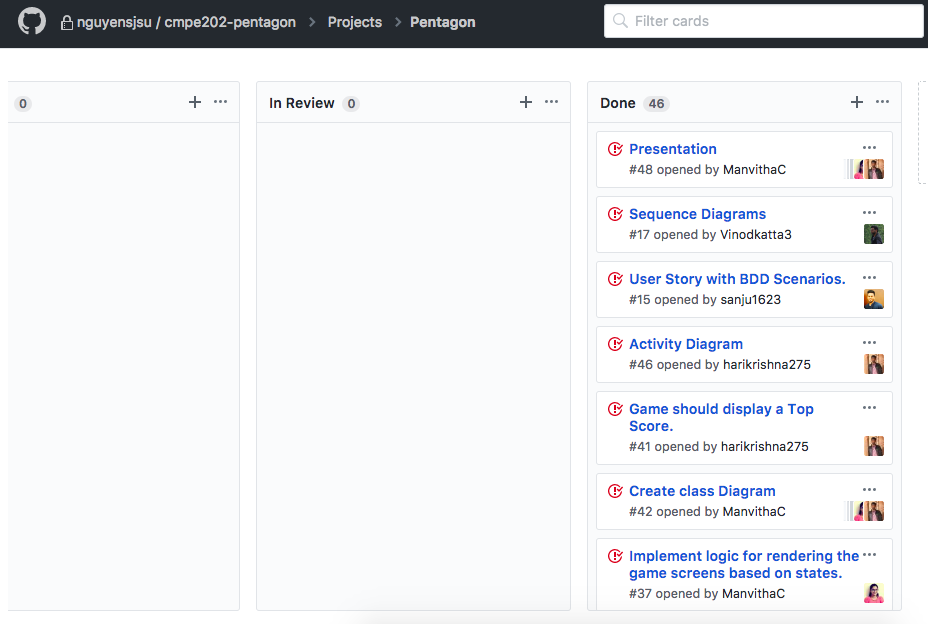 nguyensjsu / cmpe202-pentagon > Projects > Pentagon
Filter cards
0
In Review 0
Done 46
Presentation
#48 opened by ManvithaC
Sequence Diagrams
#17 opened by Vinodkatta3
User Story with BDD Scenarios.
#15 opened by sanju1623
Activity Diagram
#46 opened by harikrishna275
Game should display a Top
Score.
#41 opened by harikrishna275
Create class Diagram
#42 opened by ManvithaC
Implement logic for rendering the
game screens based on states.
#37 opened by ManvithaC